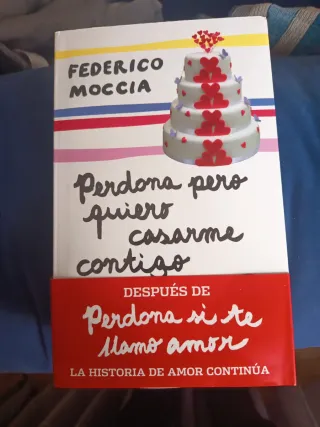 FEDERICO
MOCCIA
Perdona pero
quiero
casarme
contigo
DESPUÉS DE
Perdona si te
llamo amor
LA HISTORIA DE AMOR CONTINÚA